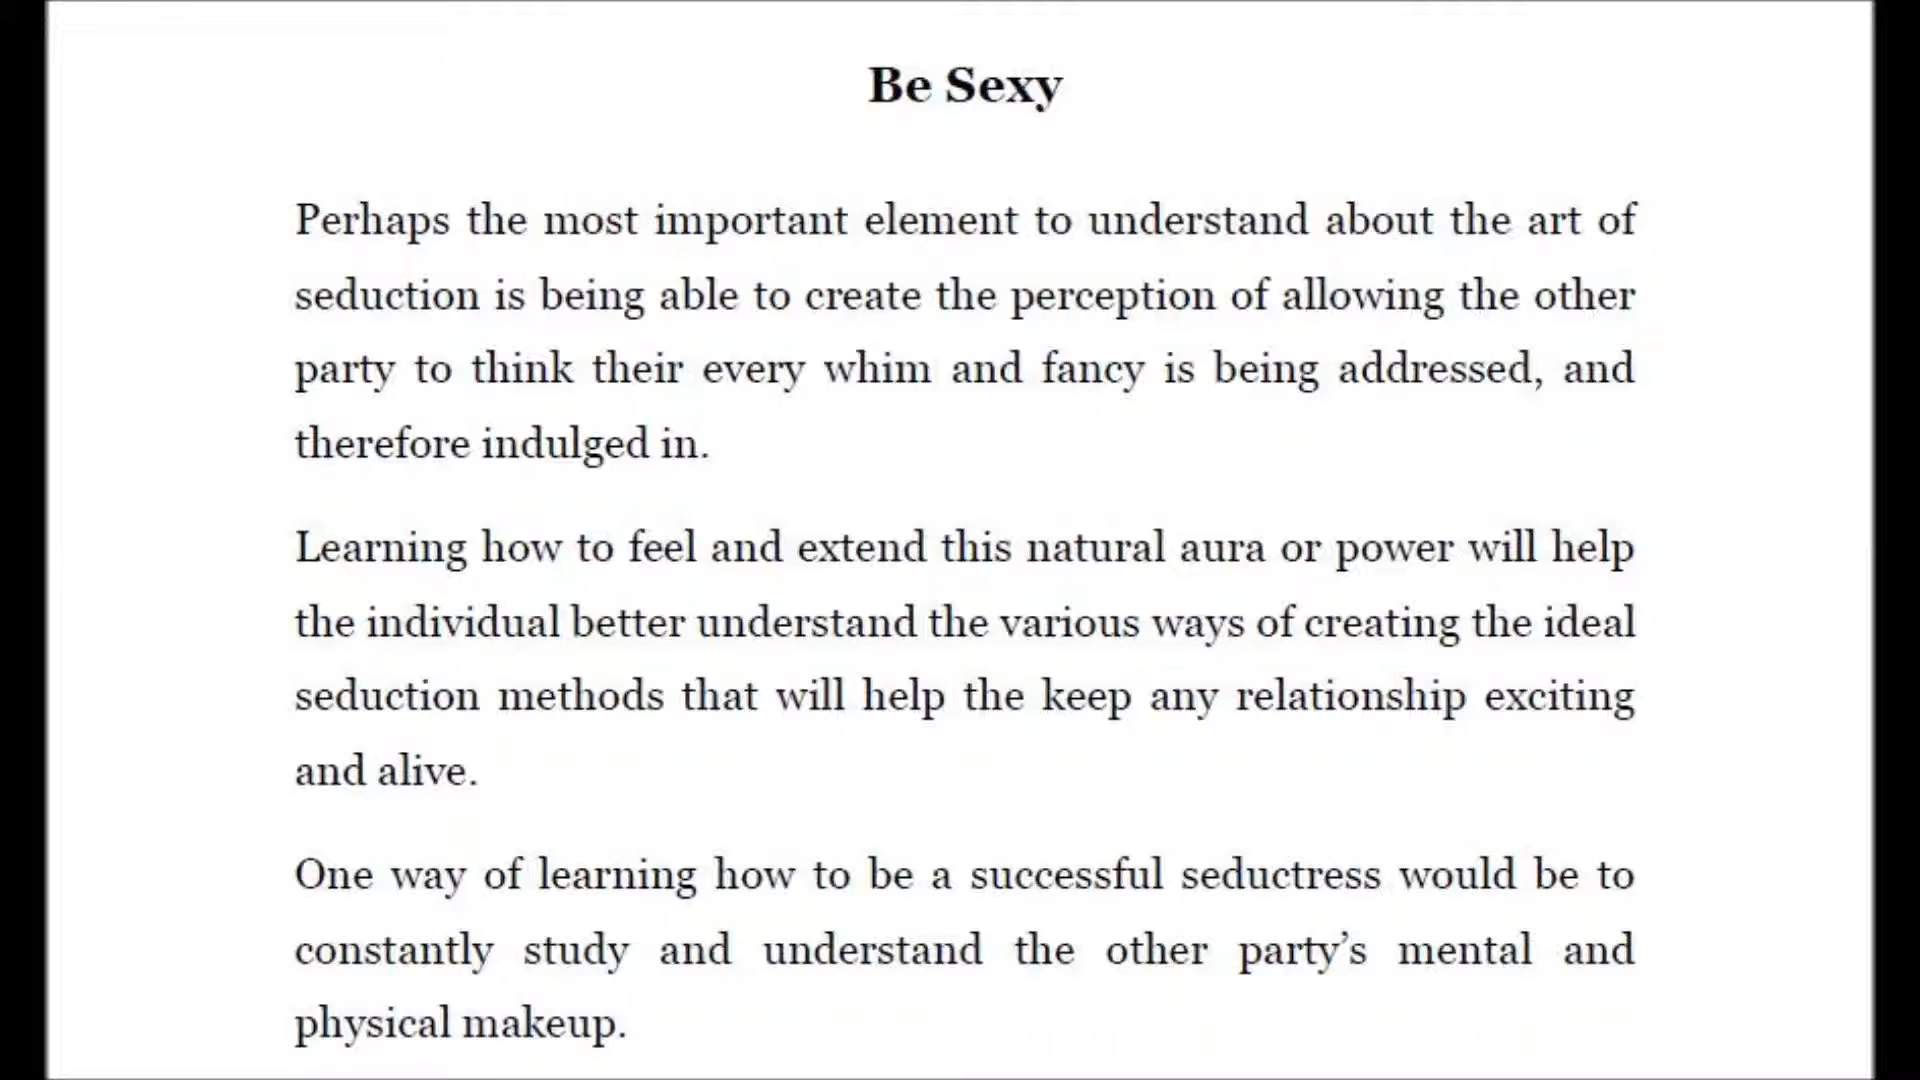 Be Sexy
Perhaps the most important element to understand about the art of
seduction is being able to create the perception of allowing the other
party to think their every whim and fancy is being addressed, and
therefore indulged in.
Learning how to feel and extend this natural aura or power will help
the individual better understand the various ways of creating the ideal
seduction methods that will help the keep any relationship exciting
and alive.
One way of learning how to be a successful seductress would be to
constantly study and understand the other party’s mental and
physical makeup.